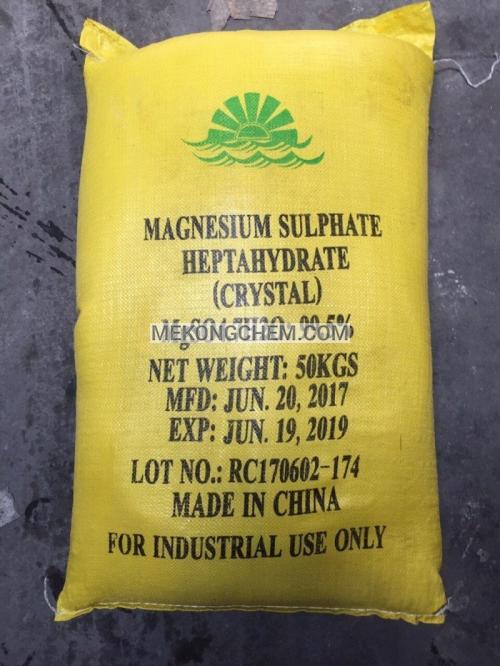 MAGNESIUM SULPHATE
HEPTAHYDRATE
(CRYSTAL)
MEKONGCHEM.COM
NET WEIGHT: 50KGS
MFD: JUN. 20, 2017
EXP: JUN. 19, 2019
LOT NO.: RC170602-174
MADE IN CHINA
FOR INDUSTRIAL USE ONLY